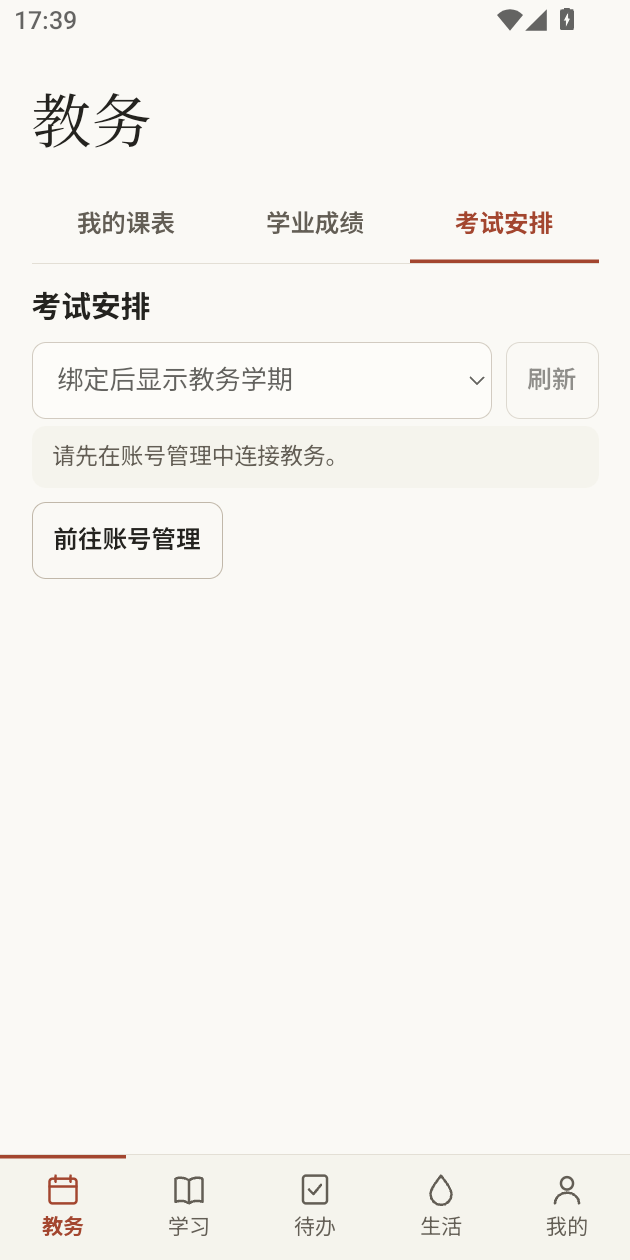 17:39
教务
我的课表 学业成绩 考试安排
考试安排
绑定后显示教务学期 刷新
请先在账号管理中连接教务。
前往账号管理
教务 学习 待办 生活 我的